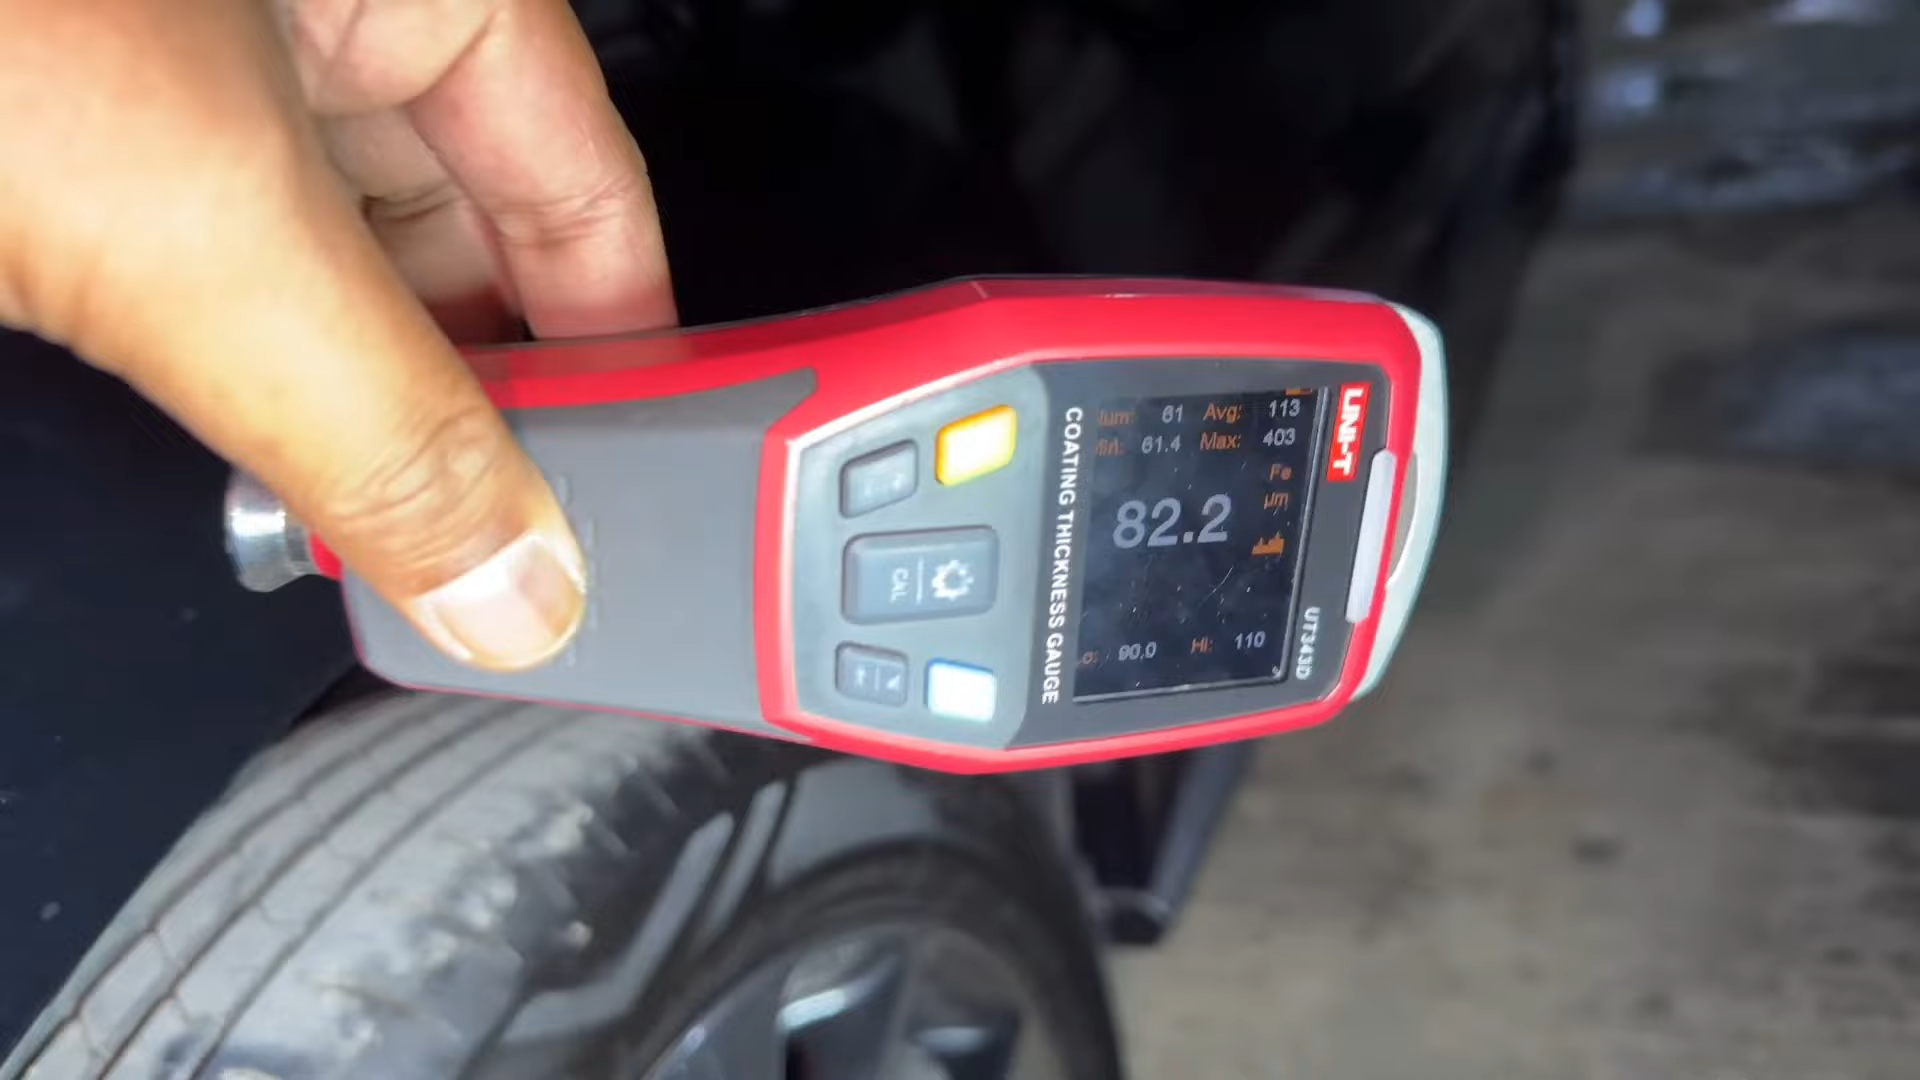 61 Avg: 113
61.4 Max: 403
Fe
µm
82.2
90.0 Hi: 110
UNI-T
UT343D
COATING THICKNESS GAUGE
CAL